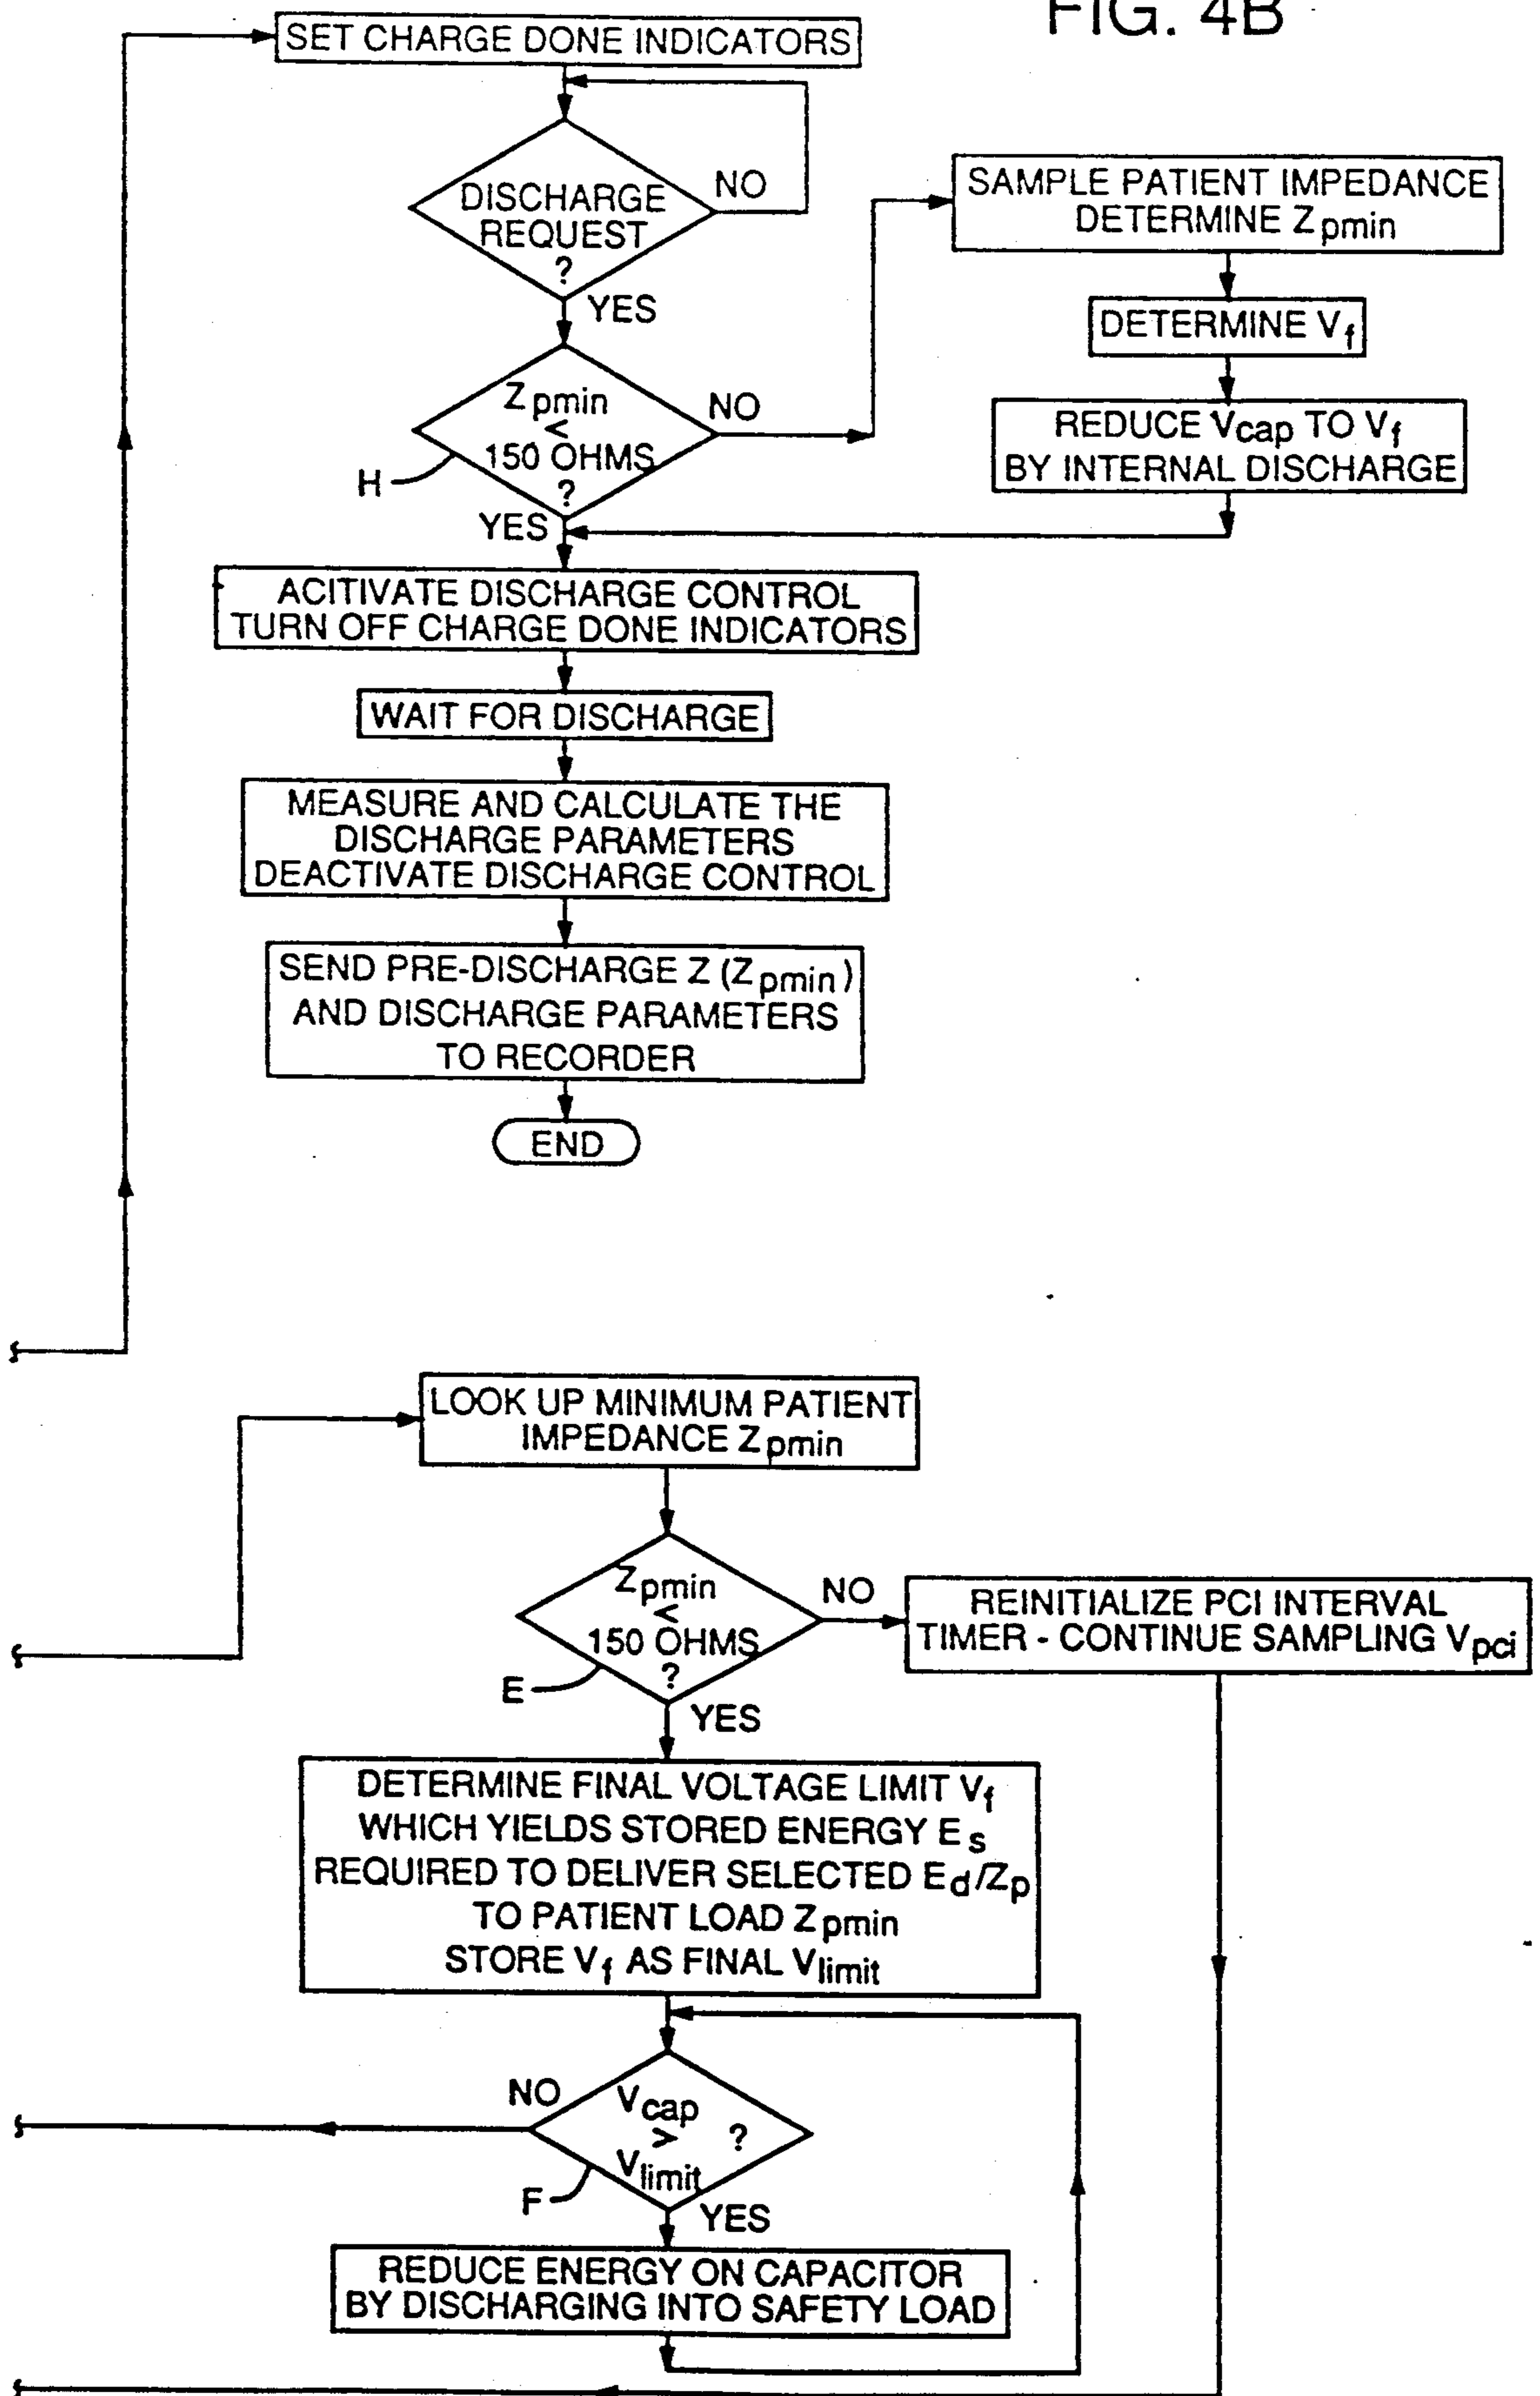 FIG. 4B
SET CHARGE DONE INDICATORS
DISCHARGE
REQUEST
?
NO
YES
Zpmin
<
150 OHMS
?
NO
H
YES
SAMPLE PATIENT IMPEDANCE
DETERMINE Zpmin
DETERMINE Vf
REDUCE Vcap TO Vf
BY INTERNAL DISCHARGE
ACITIVATE DISCHARGE CONTROL
TURN OFF CHARGE DONE INDICATORS
WAIT FOR DISCHARGE
MEASURE AND CALCULATE THE
DISCHARGE PARAMETERS
DEACTIVATE DISCHARGE CONTROL
SEND PRE-DISCHARGE Z (Zpmin)
AND DISCHARGE PARAMETERS
TO RECORDER
END
LOOK UP MINIMUM PATIENT
IMPEDANCE Zpmin
Zpmin
<
150 OHMS
?
NO
E
YES
REINITIALIZE PCI INTERVAL
TIMER - CONTINUE SAMPLING Vpci
DETERMINE FINAL VOLTAGE LIMIT Vf
WHICH YIELDS STORED ENERGY Es
REQUIRED TO DELIVER SELECTED Ed/Zp
TO PATIENT LOAD Zpmin
STORE Vf AS FINAL Vlimit
NO
Vcap
> ?
Vlimit
F
YES
REDUCE ENERGY ON CAPACITOR
BY DISCHARGING INTO SAFETY LOAD